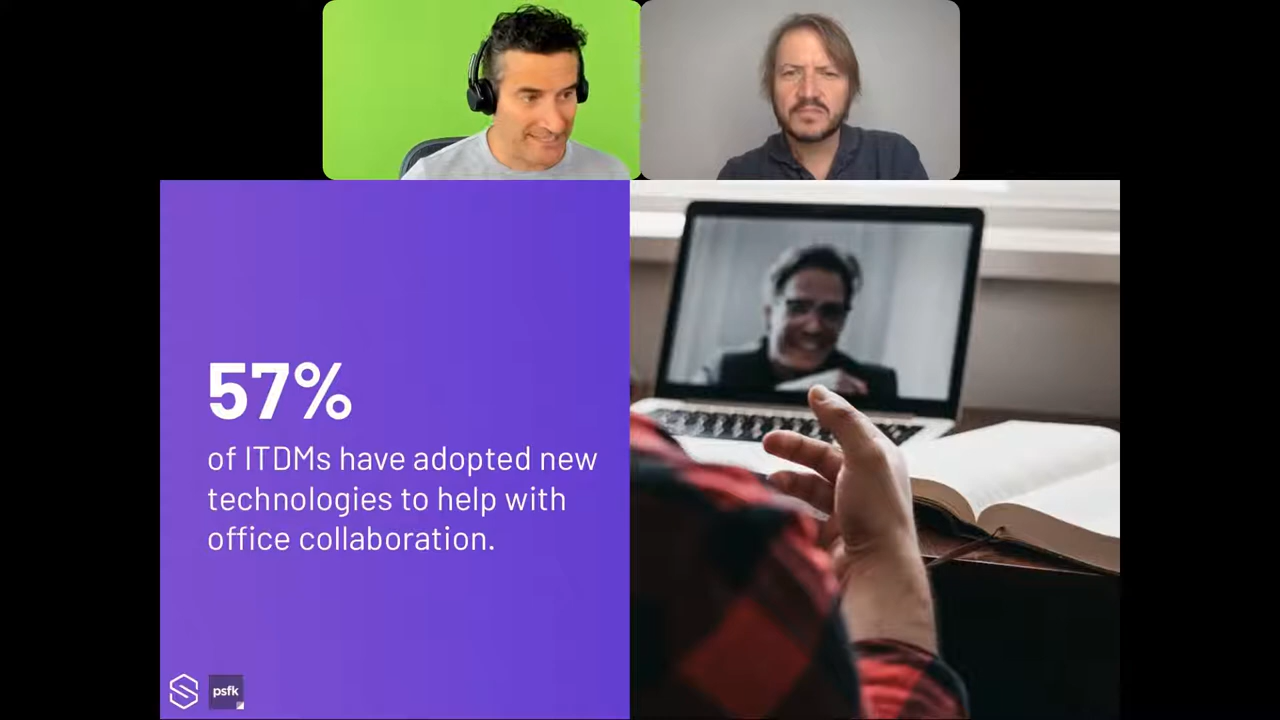 57%
of ITDMs have adopted new
technologies to help with
office collaboration.
psfk